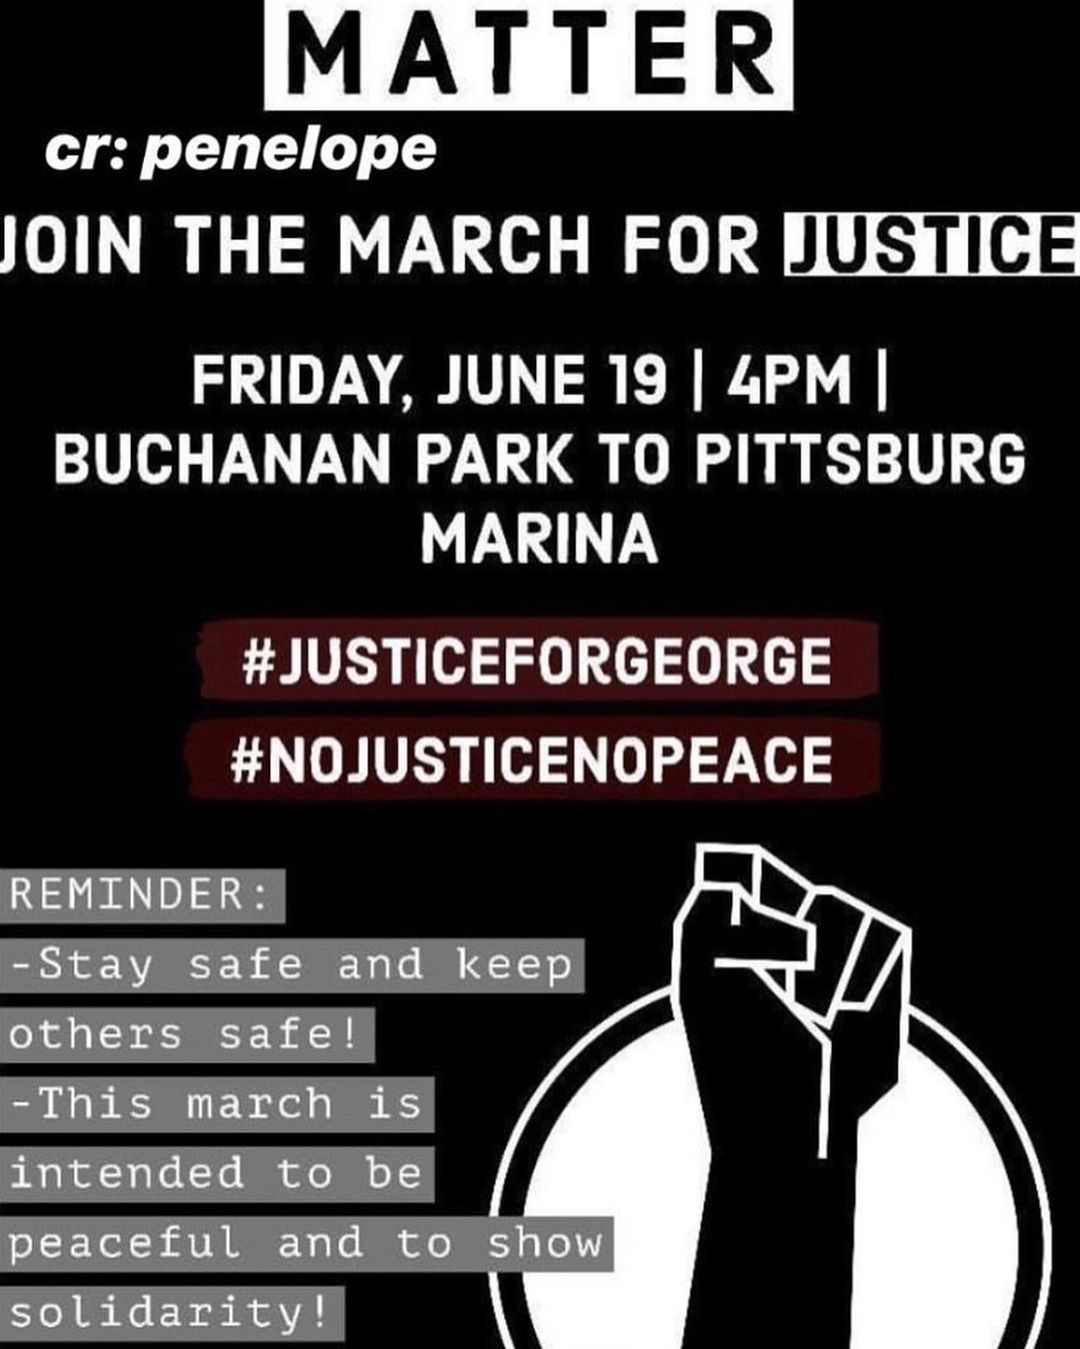 MATTER
cr: penelope
JOIN THE MARCH FOR JUSTICE
FRIDAY, JUNE 19 | 4PM |
BUCHANAN PARK TO PITTSBURG
MARINA
#JUSTICEFORGEORGE
#NOJUSTICENOPEACE
REMINDER:
-Stay safe and keep
others safe!
-This march is
intended to be
peaceful and to show
solidarity!